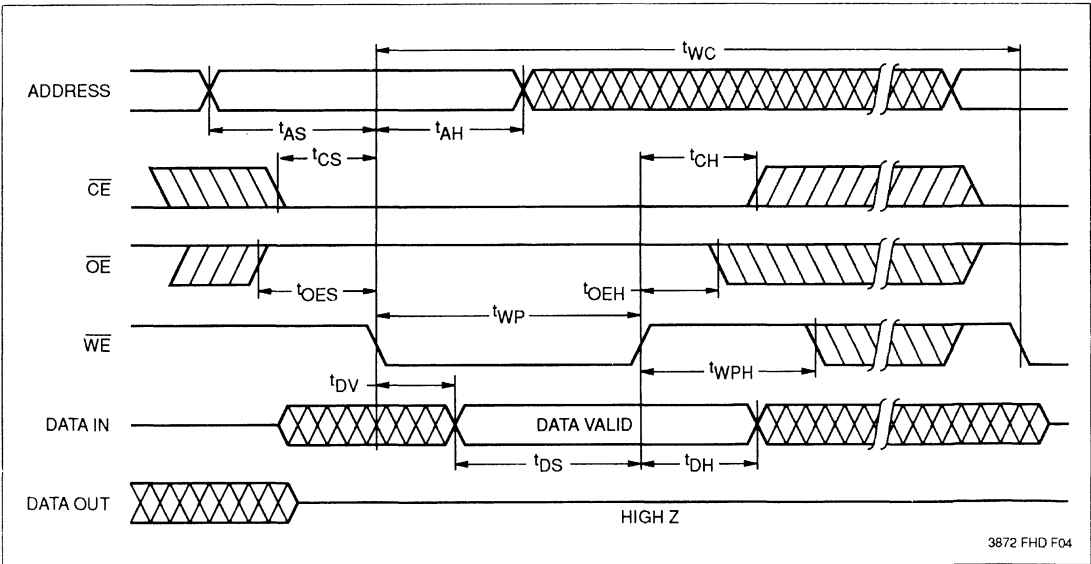 tWC
ADDRESS
tAS
tAH
tCS
tCH
CE
OE
tOES
tOEH
tWP
WE
tWPH
tDV
DATA IN
DATA VALID
tDS
tDH
DATA OUT
HIGH Z
3872 FHD F04